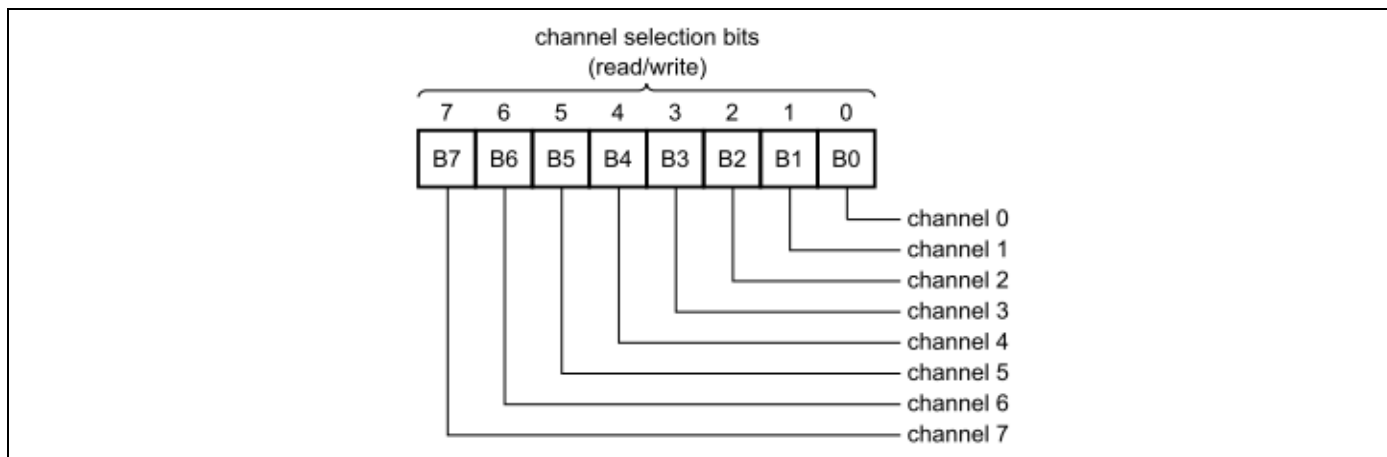 channel selection bits
(read/write)
7 6 5 4 3 2 1 0
B7 B6 B5 B4 B3 B2 B1 B0
channel 0
channel 1
channel 2
channel 3
channel 4
channel 5
channel 6
channel 7